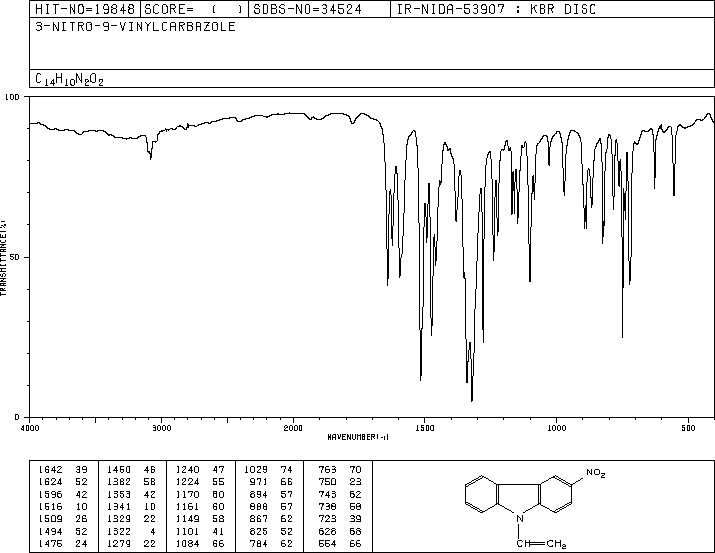 HIT-NO=19848 SCORE= ( ) SDBS-NO=34524 IR-NIDA-53907 : KBR DISC
3-NITRO-9-VINYLCARBAZOLE
C14H10N2O2
100
50
0
TRANSMITTANCE(%)
4000 3000 2000 1500 1000 500
WAVENUMBER(-1)
1642 39 1460 46 1240 47 1029 74 763 70
1624 52 1382 58 1224 55 971 66 750 23
1596 42 1353 42 1170 60 894 57 743 62
1516 10 1341 10 1161 60 888 57 738 58
1509 26 1329 22 1149 58 867 62 723 39
1494 52 1322 4 1101 41 825 52 628 68
1475 24 1279 22 1084 66 784 62 554 66
NO2
N
CH=CH2